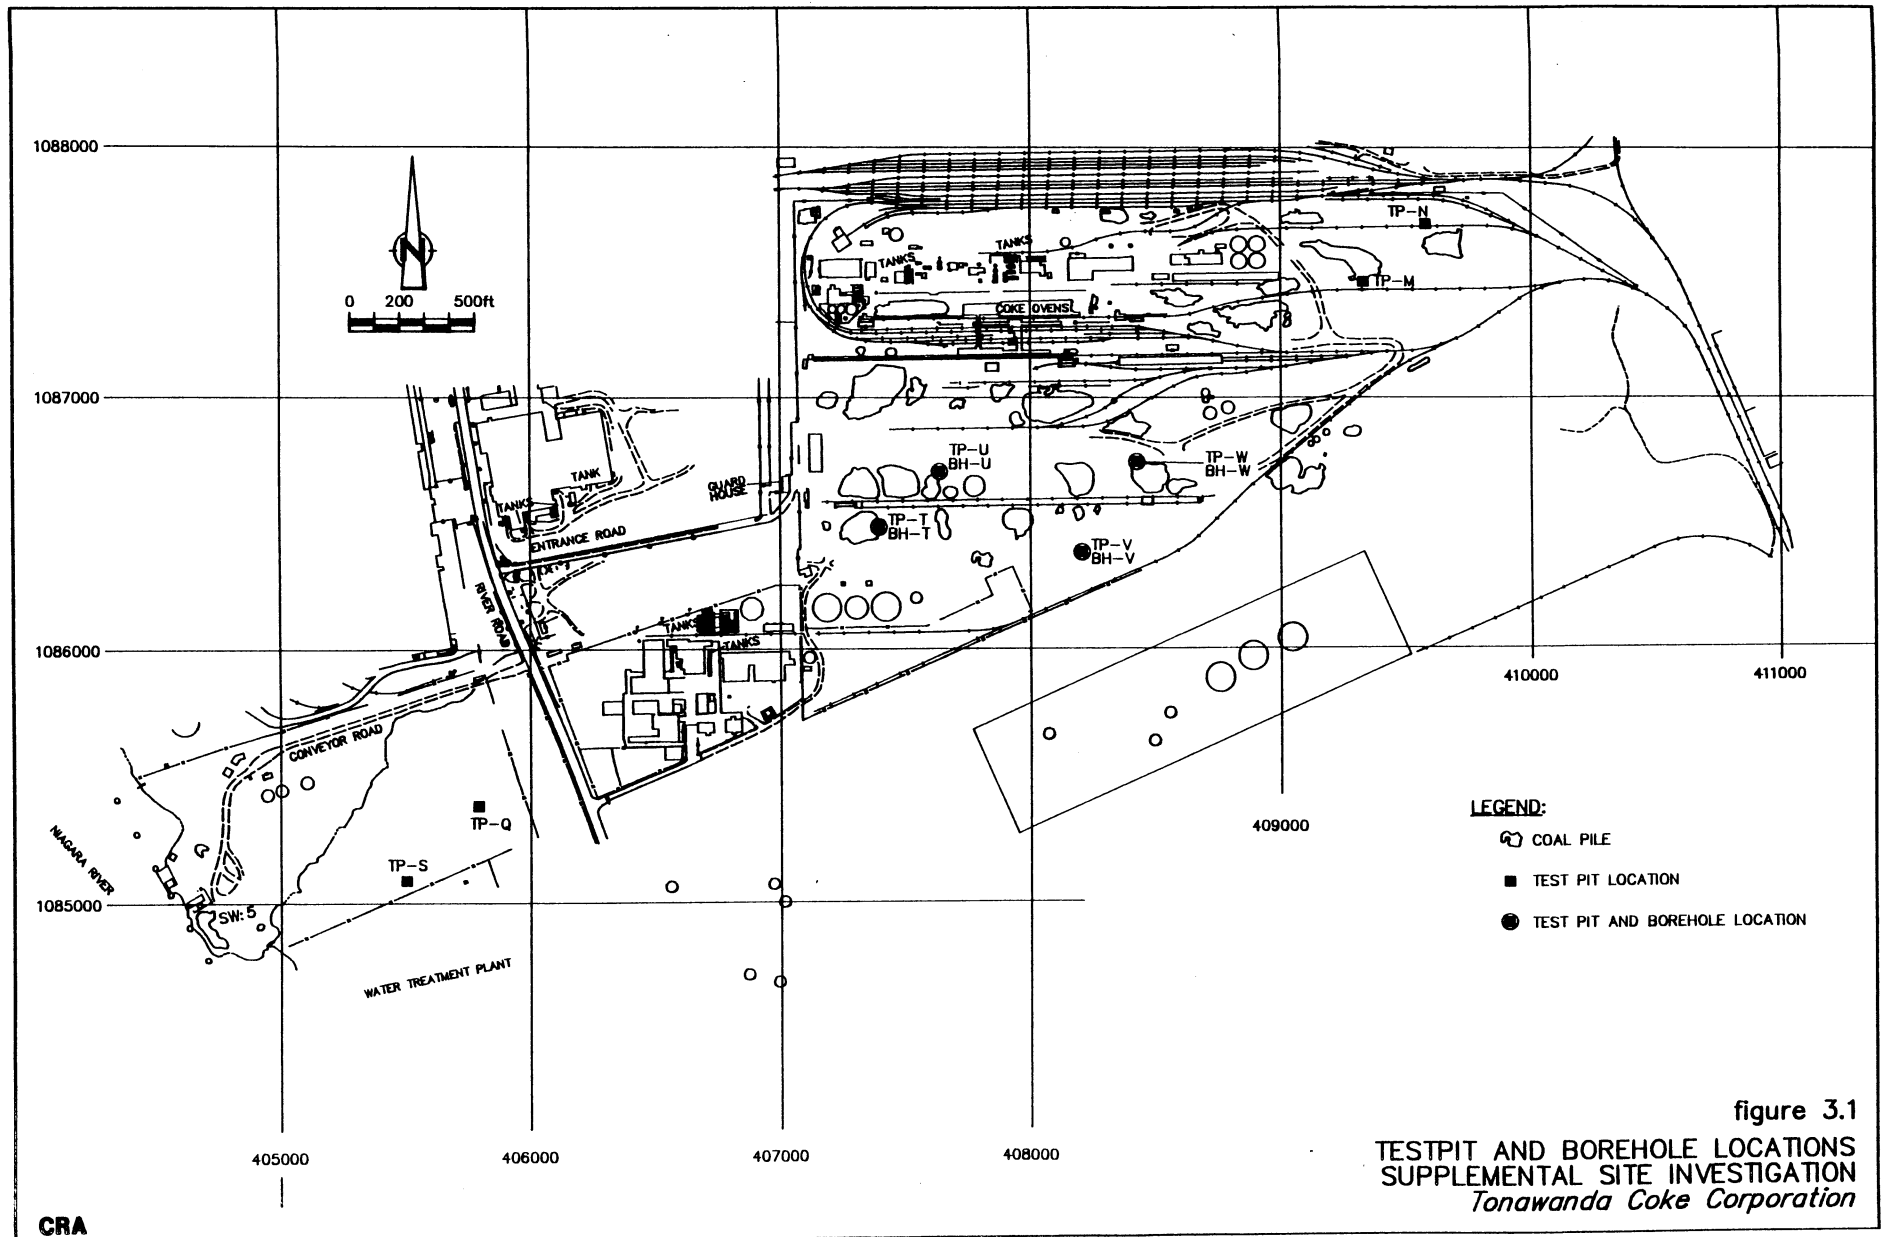 1088000
N
0 200 500ft
TP-N
TANKS
TANKS
TP-M
COKE OVENS
1087000
TP-U
BH-U
TP-W
BH-W
TANK
GUARD
HOUSE
TANKS
TP-T
BH-T
ENTRANCE ROAD
TP-V
BH-V
RIVER ROAD
TANKS
TANKS
1086000
410000
411000
CONVEYOR ROAD
LEGEND:
409000
TP-Q
COAL PILE
NIAGARA RIVER
TP-S
TEST PIT LOCATION
1085000
SW:5
TEST PIT AND BOREHOLE LOCATION
WATER TREATMENT PLANT
figure 3.1
405000
406000
407000
408000
TESTPIT AND BOREHOLE LOCATIONS
SUPPLEMENTAL SITE INVESTIGATION
Tonawanda Coke Corporation
CRA